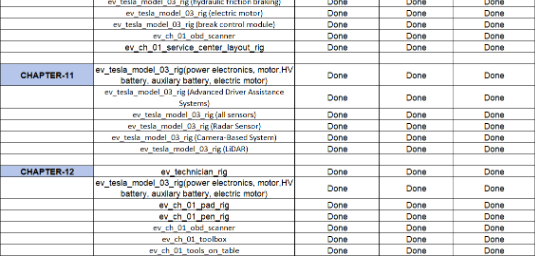 ev_tesla_model_03_rig (hydraulic friction braking) Done Done Done
ev_tesla_model_03_rig (electric motor) Done Done Done
ev_tesla_model_03_rig (break control module) Done Done Done
ev_ch_01_obd_scanner Done Done Done
ev_ch_01_service_center_layout_rig Done Done Done
CHAPTER-11 ev_tesla_model_03_rig(power electronics, motor,HV Done Done Done
battery, auxilary battery, electric motor)
ev_tesla_model_03_rig (Advanced Driver Assistance Done Done Done
Systems)
ev_tesla_model_03_rig (all sensors) Done Done Done
ev_tesla_model_03_rig (Radar Sensor) Done Done Done
ev_tesla_model_03_rig (Camera-Based System) Done Done Done
ev_tesla_model_03_rig (LiDAR) Done Done Done
CHAPTER-12 ev_technician_rig Done Done Done
ev_tesla_model_03_rig(power electronics, motor,HV Done Done Done
battery, auxilary battery, electric motor)
ev_ch_01_pad_rig Done Done Done
ev_ch_01_pen_rig Done Done Done
ev_ch_01_obd_scanner Done Done Done
ev_ch_01_toolbox Done Done Done
ev_ch_01_tools_on_table Done Done Done